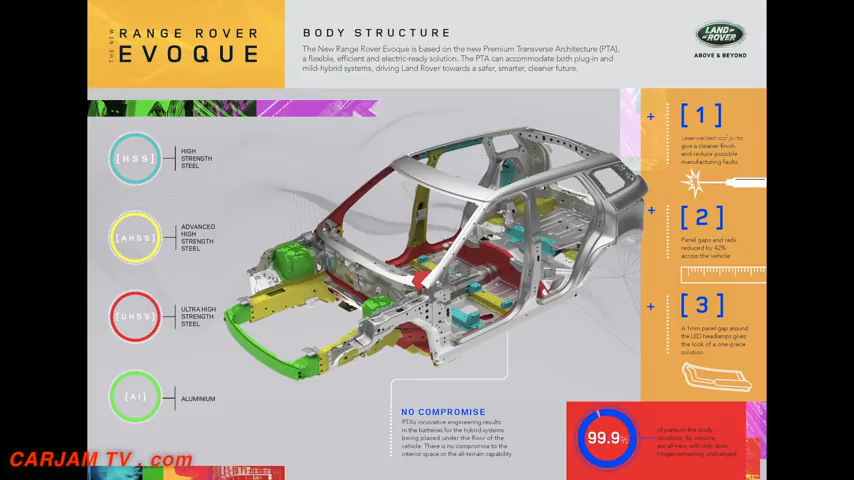 THE NEW
RANGE ROVER
EVOQUE
BODY STRUCTURE
The New Range Rover Evoque is based on the new Premium Transverse Architecture (PTA),
a flexible, efficient and electric-ready solution. The PTA can accommodate both plug-in and
mild-hybrid systems, driving Land Rover towards a safer, smarter, cleaner future.
LAND
ROVER
ABOVE & BEYOND
[HSS]
HIGH
STRENGTH
STEEL
[AHSS]
ADVANCED
HIGH
STRENGTH
STEEL
[UHSS]
ULTRA HIGH
STRENGTH
STEEL
[Al]
ALUMINIUM
+ [1]
Laser-welded roof joints
give a cleaner finish
and reduce possible
manufacturing faults
+ [2]
Panel gaps and radii
reduced by 42%
across the vehicle
+ [3]
A 1mm panel gap around
the LED headlamps gives
the look of a one-piece
solution
NO COMPROMISE
PTA's innovative engineering results
in the batteries for the hybrid systems
being placed under the floor of the
vehicle. There is no compromise to the
interior space or the all-terrain capability
99.9%
of parts in the body
structure, by volume,
are all-new, with only door
hinges remaining unchanged
CARJAM TV . com